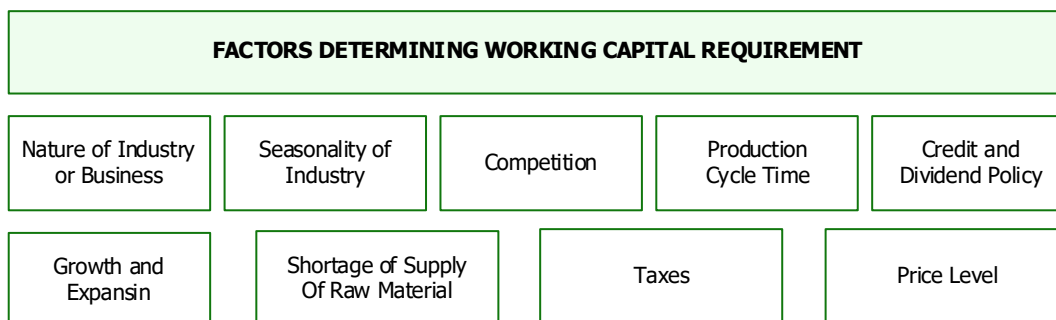 FACTORS DETERMINING WORKING CAPITAL REQUIREMENT
Nature of Industry
or Business
Seasonality of
Industry
Competition
Production
Cycle Time
Credit and
Dividend Policy
Growth and
Expansin
Shortage of Supply
Of Raw Material
Taxes
Price Level